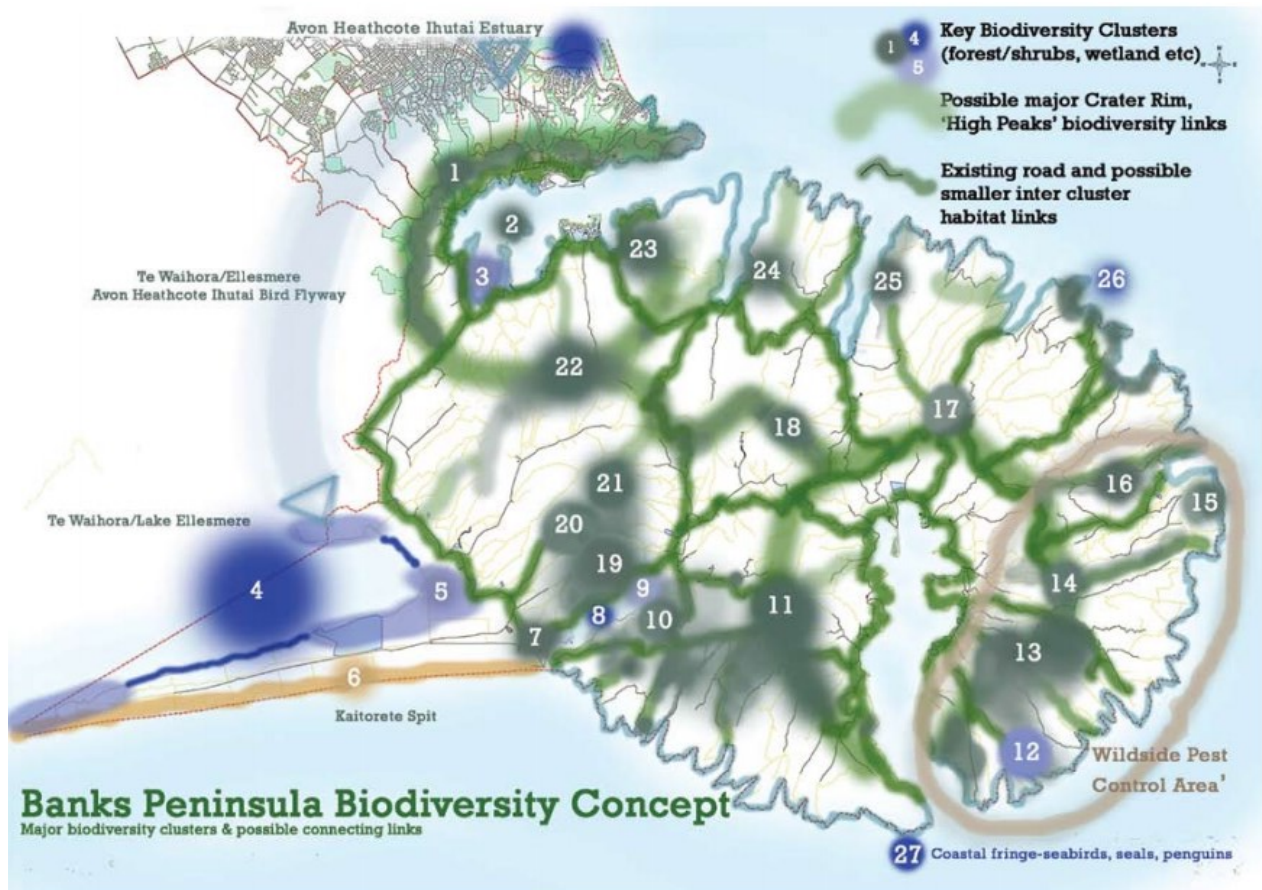 Avon Heathcote Ihutai Estuary
1 4 5
Key Biodiversity Clusters
(forest/shrubs, wetland etc)
Possible major Crater Rim,
'High Peaks' biodiversity links
Existing road and possible
smaller inter cluster
habitat links
1
2
3
23
24
25
26
Te Waihora/Ellesmere
Avon Heathcote Ihutai Bird Flyway
22
17
18
21
16
15
20
Te Waihora/Lake Ellesmere
19
14
4
5
9
8
10
11
7
13
6
Kaitorete Spit
12
Wildside Pest
Control Area'
Banks Peninsula Biodiversity Concept
Major biodiversity clusters & possible connecting links
27
Coastal fringe-seabirds, seals, penguins